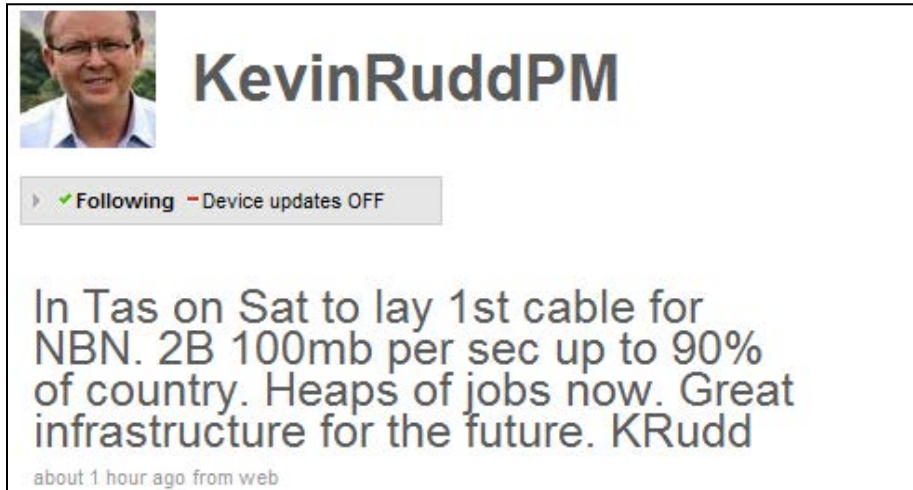 KevinRuddPM
Following Device updates OFF
In Tas on Sat to lay 1st cable for
NBN. 2B 100mb per sec up to 90%
of country. Heaps of jobs now. Great
infrastructure for the future. KRudd
about 1 hour ago from web